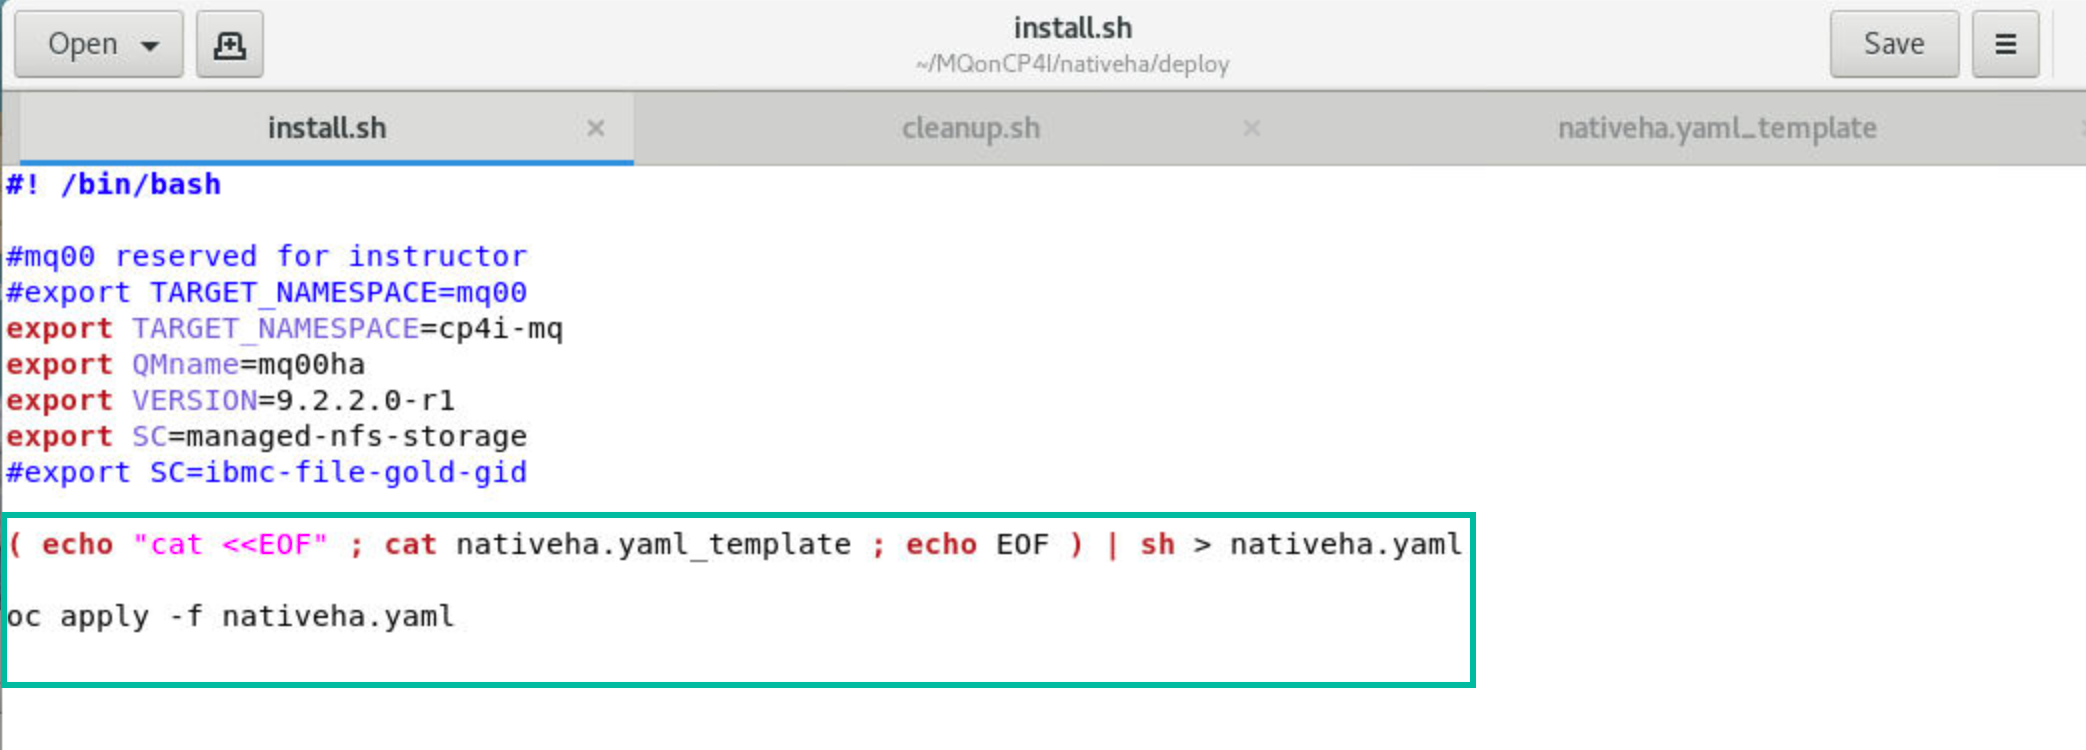 Open
install.sh
~/MQonCP4I/nativeha/deploy
Save
install.sh
cleanup.sh
nativeha.yaml_template
#! /bin/bash
#mq00 reserved for instructor
#export TARGET_NAMESPACE=mq00
export TARGET_NAMESPACE=cp4i-mq
export QMname=mq00ha
export VERSION=9.2.2.0-r1
export SC=managed-nfs-storage
#export SC=ibmc-file-gold-gid
( echo "cat <<EOF" ; cat nativeha.yaml_template ; echo EOF ) | sh > nativeha.yaml
oc apply -f nativeha.yaml